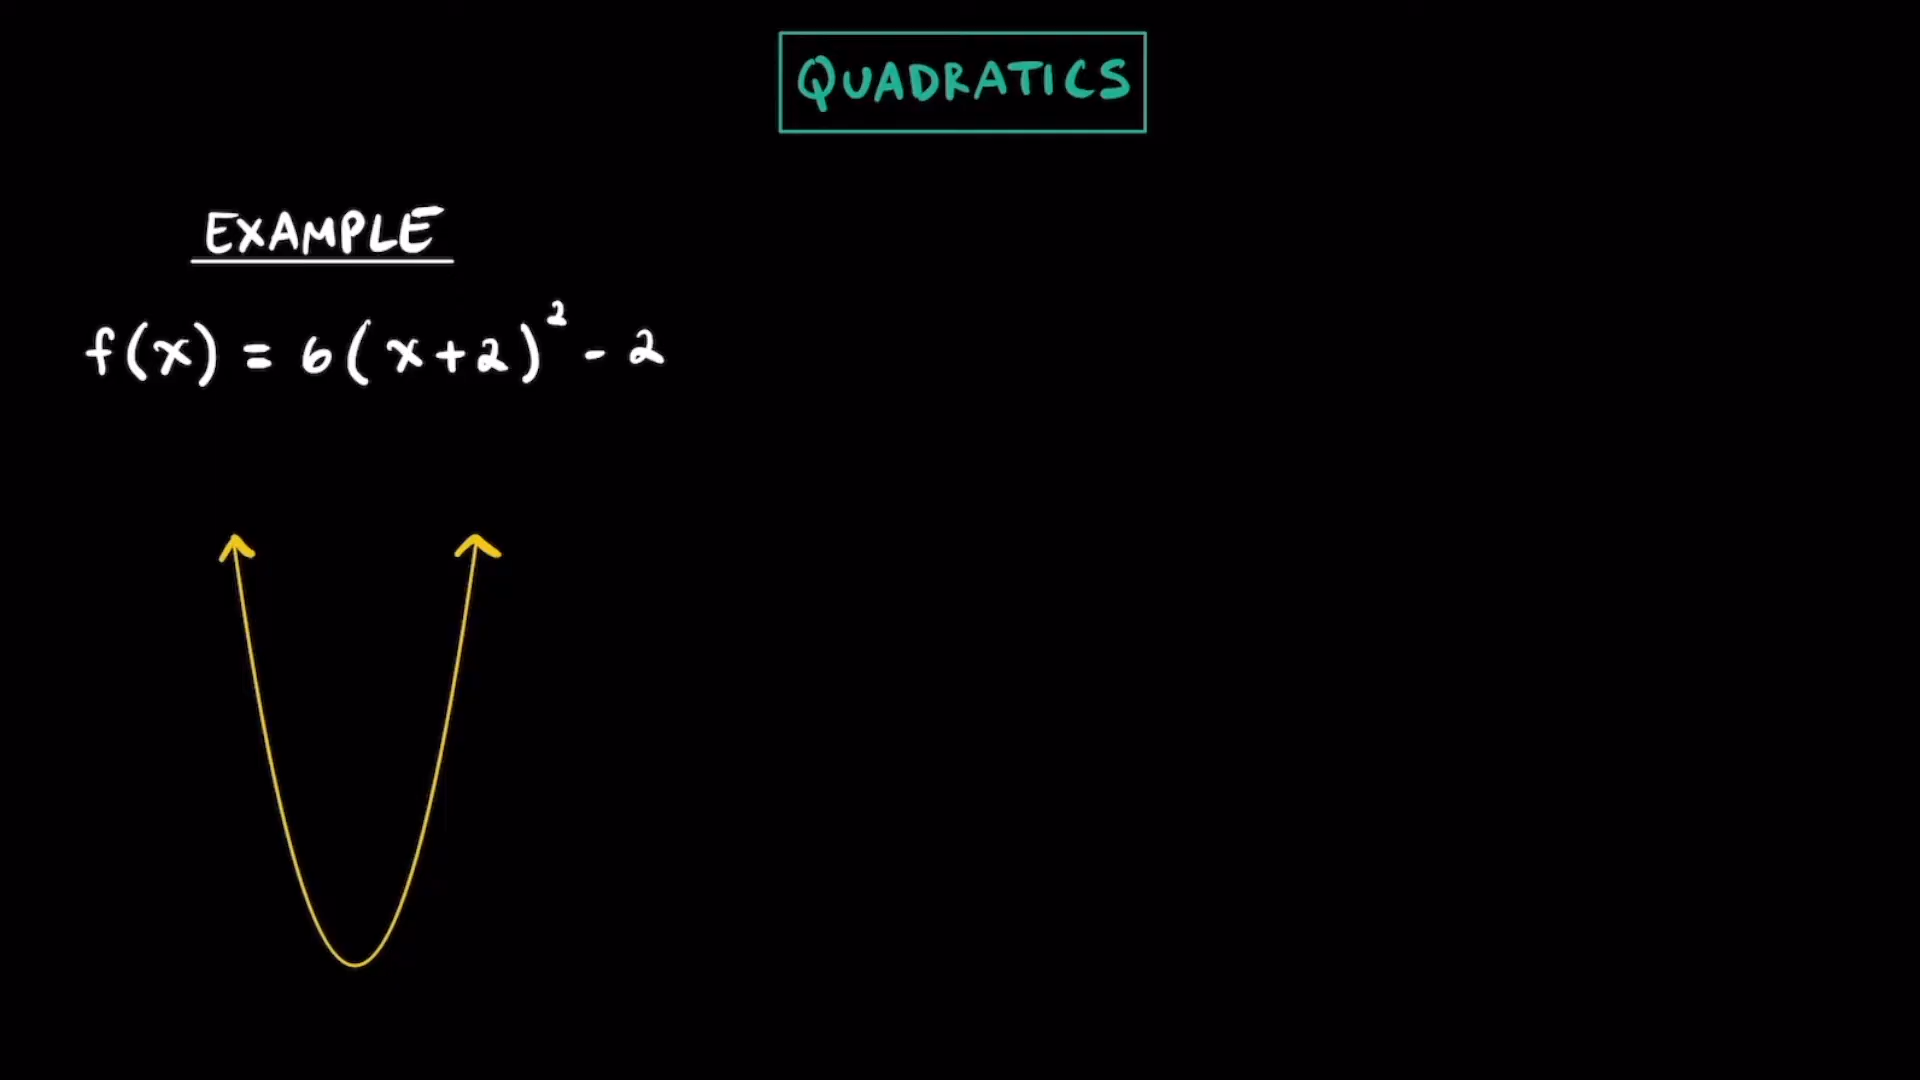 QUADRATICS
EXAMPLE
f(x) = 6(x+2)² - 2